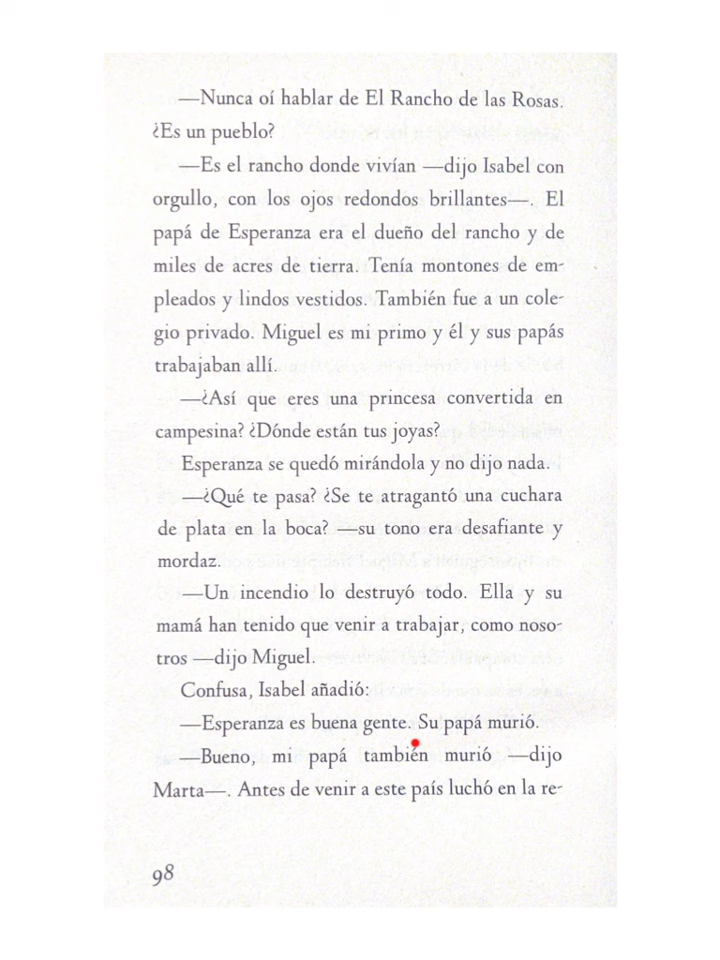 —Nunca oí hablar de El Rancho de las Rosas.
¿Es un pueblo?
—Es el rancho donde vivían —dijo Isabel con
orgullo, con los ojos redondos brillantes—. El
papá de Esperanza era el dueño del rancho y de
miles de acres de tierra. Tenía montones de em-
pleados y lindos vestidos. También fue a un cole-
gio privado. Miguel es mi primo y él y sus papás
trabajaban allí.
—¿Así que eres una princesa convertida en
campesina? ¿Dónde están tus joyas?
Esperanza se quedó mirándola y no dijo nada.
—¿Qué te pasa? ¿Se te atragantó una cuchara
de plata en la boca? —su tono era desafiante y
mordaz.
—Un incendio lo destruyó todo. Ella y su
mamá han tenido que venir a trabajar, como noso-
tros —dijo Miguel.
Confusa, Isabel añadió:
—Esperanza es buena gente. Su papá murió.
—Bueno, mi papá también murió —dijo
Marta—. Antes de venir a este país luchó en la re-
98